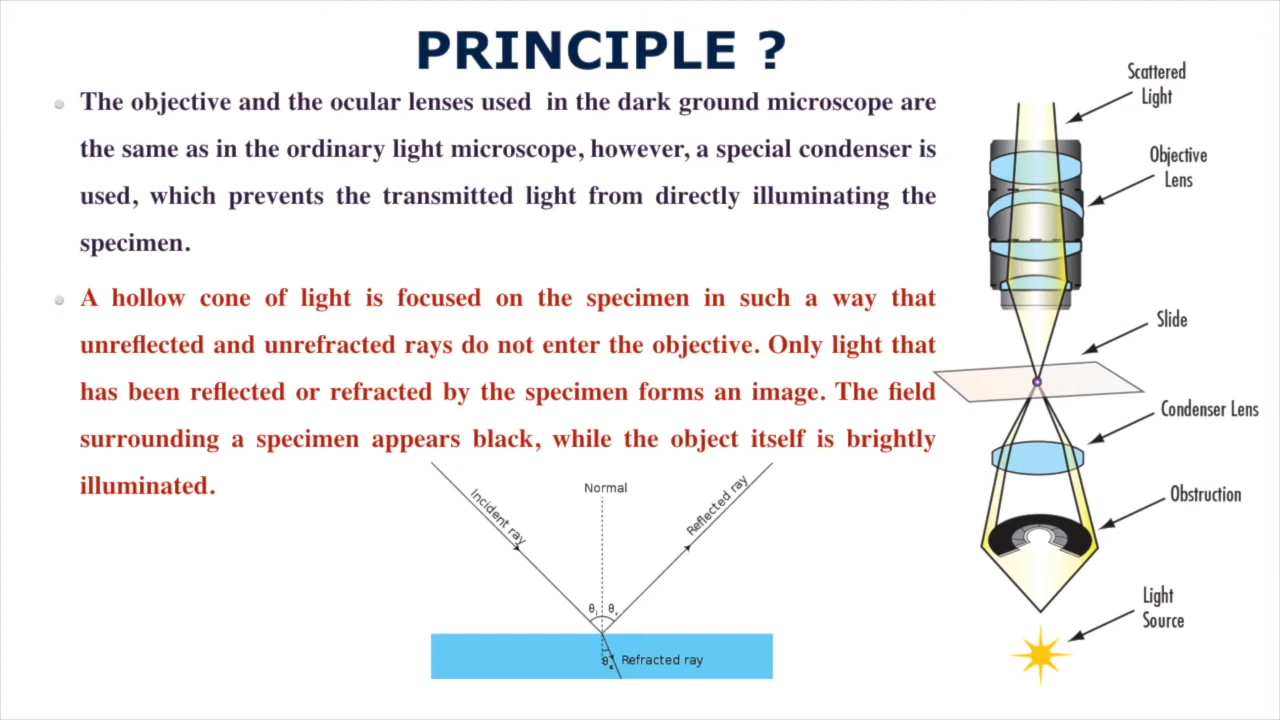 PRINCIPLE ?
The objective and the ocular lenses used in the dark ground microscope are
the same as in the ordinary light microscope, however, a special condenser is
used, which prevents the transmitted light from directly illuminating the
specimen.
A hollow cone of light is focused on the specimen in such a way that
unreflected and unrefracted rays do not enter the objective. Only light that
has been reflected or refracted by the specimen forms an image. The field
surrounding a specimen appears black, while the object itself is brightly
illuminated.
Incident ray
Normal
Reflected ray
θi θr
Refracted ray
Scattered
Light
Objective
Lens
Slide
Condenser Lens
Obstruction
Light
Source